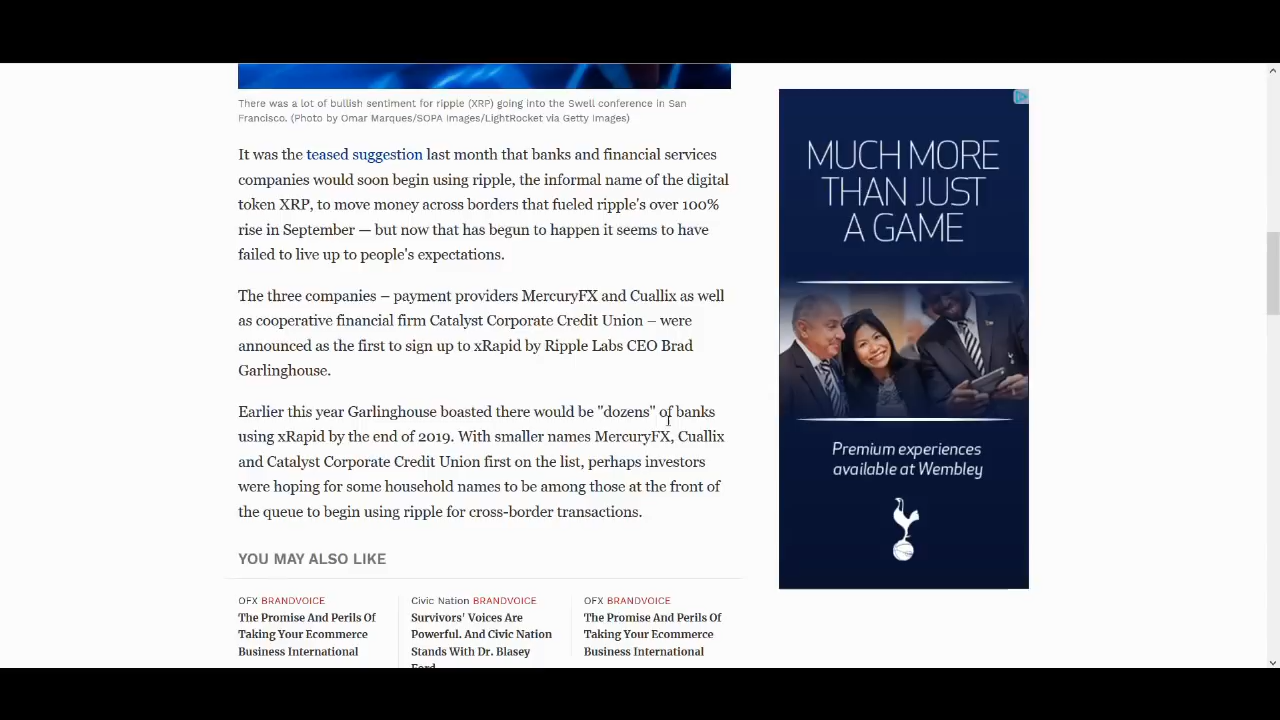 There was a lot of bullish sentiment for ripple (XRP) going into the Swell conference in San
Francisco. (Photo by Omar Marques/SOPA Images/LightRocket via Getty Images)
It was the teased suggestion last month that banks and financial services
companies would soon begin using ripple, the informal name of the digital
token XRP, to move money across borders that fueled ripple's over 100%
rise in September — but now that has begun to happen it seems to have
failed to live up to people's expectations.
The three companies – payment providers MercuryFX and Cuallix as well
as cooperative financial firm Catalyst Corporate Credit Union – were
announced as the first to sign up to xRapid by Ripple Labs CEO Brad
Garlinghouse.
Earlier this year Garlinghouse boasted there would be "dozens" of banks
using xRapid by the end of 2019. With smaller names MercuryFX, Cuallix
and Catalyst Corporate Credit Union first on the list, perhaps investors
were hoping for some household names to be among those at the front of
the queue to begin using ripple for cross-border transactions.
YOU MAY ALSO LIKE
OFX BRANDVOICE
The Promise And Perils Of
Taking Your Ecommerce
Business International
Civic Nation BRANDVOICE
Survivors' Voices Are
Powerful. And Civic Nation
Stands With Dr. Blasey
Ford
OFX BRANDVOICE
The Promise And Perils Of
Taking Your Ecommerce
Business International
MUCH MORE
THAN JUST
A GAME
Premium experiences
available at Wembley